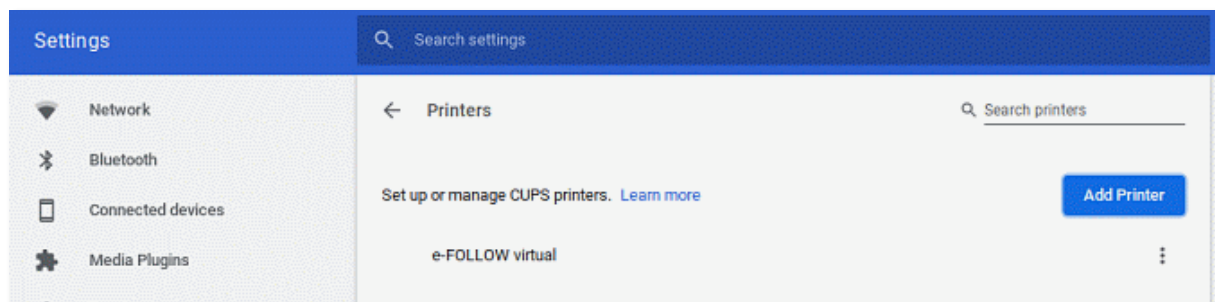 Settings
Search settings
Network
Bluetooth
Connected devices
Media Plugins
Printers
Search printers
Set up or manage CUPS printers. Learn more
Add Printer
e-FOLLOW virtual